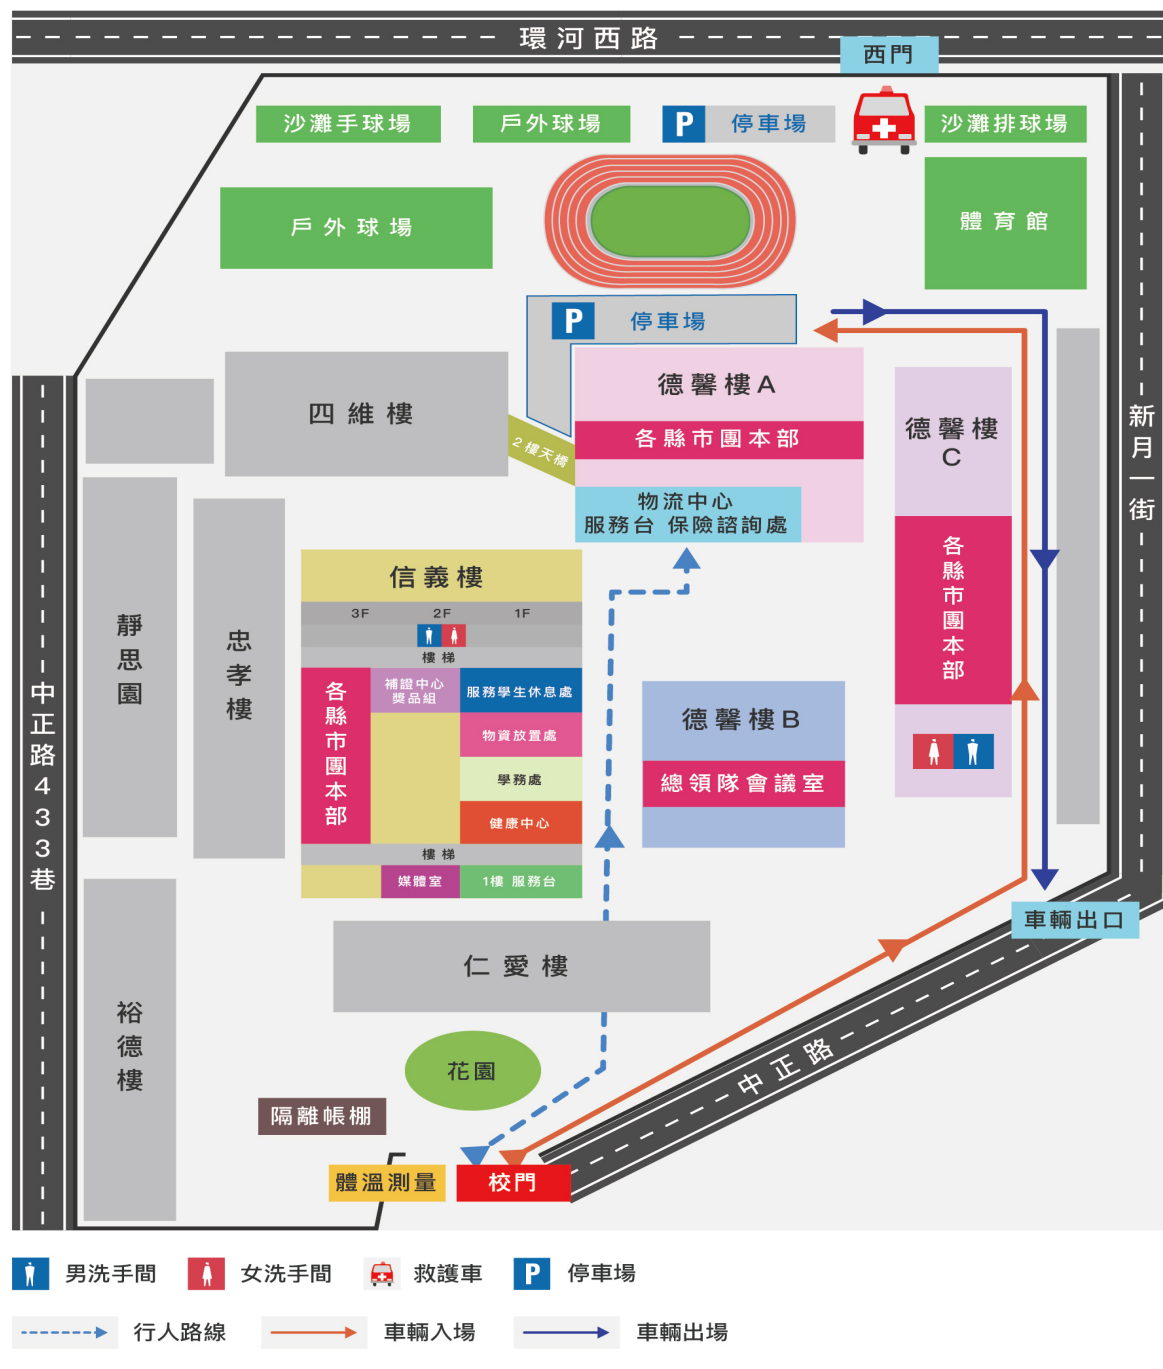 環河西路
西門
沙灘手球場
戶外球場
P 停車場
沙灘排球場
戶外球場
體育館
P 停車場
四維樓
2樓天橋
德馨樓A
各縣市團本部
物流中心
服務台 保險諮詢處
德馨樓
C
各縣市團本部
新月一街
信義樓
3F 2F 1F
樓梯
各縣市團本部
補證中心
獎品組
服務學生休息處
物資放置處
學務處
健康中心
樓梯
媒體室
1樓 服務台
德馨樓B
總領隊會議室
靜思園
忠孝樓
中正路433巷
裕德樓
仁愛樓
花園
隔離帳棚
體溫測量
校門
車輛出口
中正路
男洗手間
女洗手間
救護車
P 停車場
行人路線
車輛入場
車輛出場